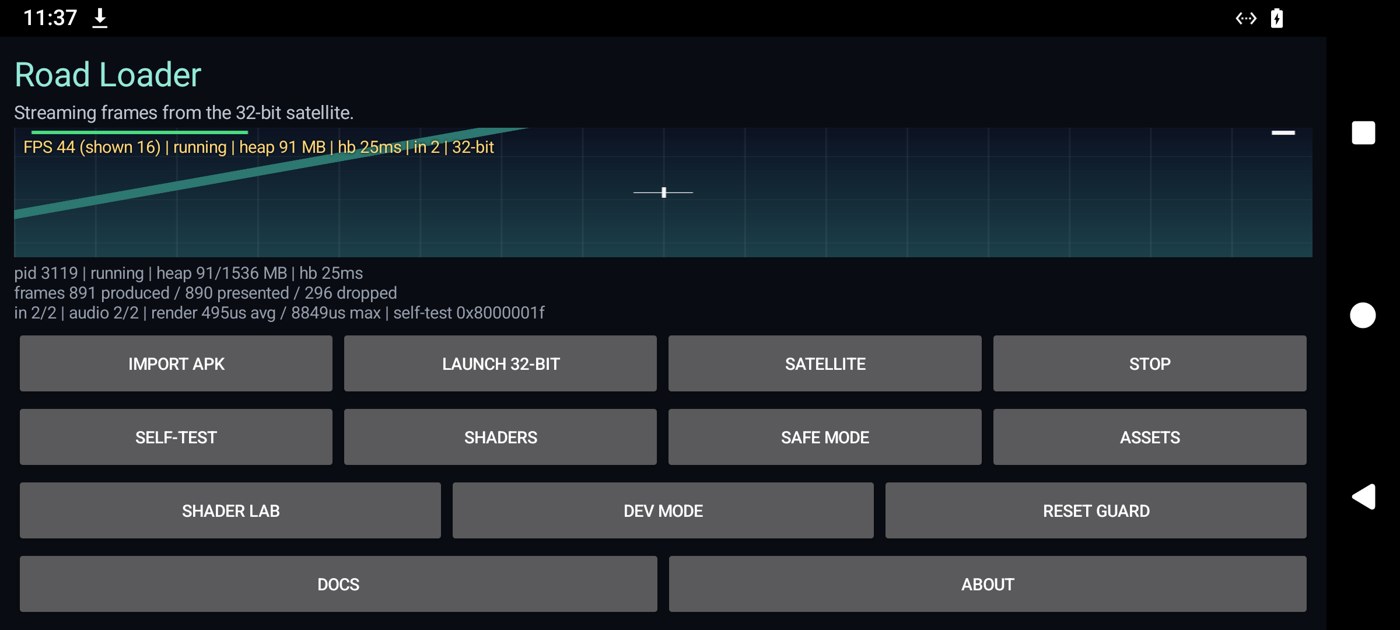 11:37
Road Loader
Streaming frames from the 32-bit satellite.
FPS 44 (shown 16) | running | heap 91 MB | hb 25ms | in 2 | 32-bit
pid 3119 | running | heap 91/1536 MB | hb 25ms
frames 891 produced / 890 presented / 296 dropped
in 2/2 | audio 2/2 | render 495us avg / 8849us max | self-test 0x8000001f
IMPORT APK LAUNCH 32-BIT SATELLITE STOP
SELF-TEST SHADERS SAFE MODE ASSETS
SHADER LAB DEV MODE RESET GUARD
DOCS ABOUT